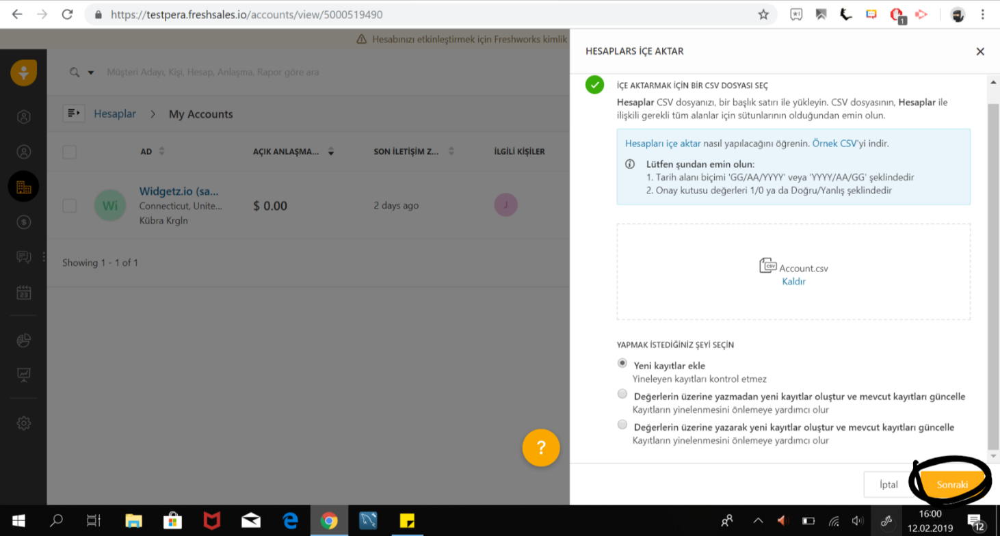 https://testpera.freshsales.io/accounts/view/5000519490
1
Hesabınızı etkinleştirmek için Freshworks kimlik
Müşteri Adayı, Kişi, Hesap, Anlaşma, Rapor göre ara
Hesaplar > My Accounts
AD
AÇIK ANLAŞMA...
SON İLETİŞİM Z...
İLGİLİ KİŞİLER
Wi
Widgetz.io (sa...
Connecticut, Unite...
Kübra Krgln
$ 0.00
2 days ago
J
Showing 1 - 1 of 1
23
?
HESAPLARS İÇE AKTAR
İÇE AKTARMAK İÇİN BİR CSV DOSYASI SEÇ
Hesaplar CSV dosyanızı, bir başlık satırı ile yükleyin. CSV dosyasının, Hesaplar ile
ilişkili gerekli tüm alanlar için sütunlarının olduğundan emin olun.
Hesapları içe aktar nasıl yapılacağını öğrenin. Örnek CSV'yi indir.
Lütfen şundan emin olun:
1. Tarih alanı biçimi 'GG/AA/YYYY' veya 'YYYY/AA/GG' şeklindedir
2. Onay kutusu değerleri 1/0 ya da Doğru/Yanlış şeklindedir
CSV
Account.csv
Kaldır
YAPMAK İSTEDİĞİNİZ ŞEYİ SEÇİN
Yeni kayıtlar ekle
Yineleyen kayıtları kontrol etmez
Değerlerin üzerine yazmadan yeni kayıtlar oluştur ve mevcut kayıtları güncelle
Kayıtların yinelenmesini önlemeye yardımcı olur
Değerlerin üzerine yazarak yeni kayıtlar oluştur ve mevcut kayıtları güncelle
Kayıtların yinelenmesini önlemeye yardımcı olur
İptal
Sonraki
16:00
12.02.2019
12